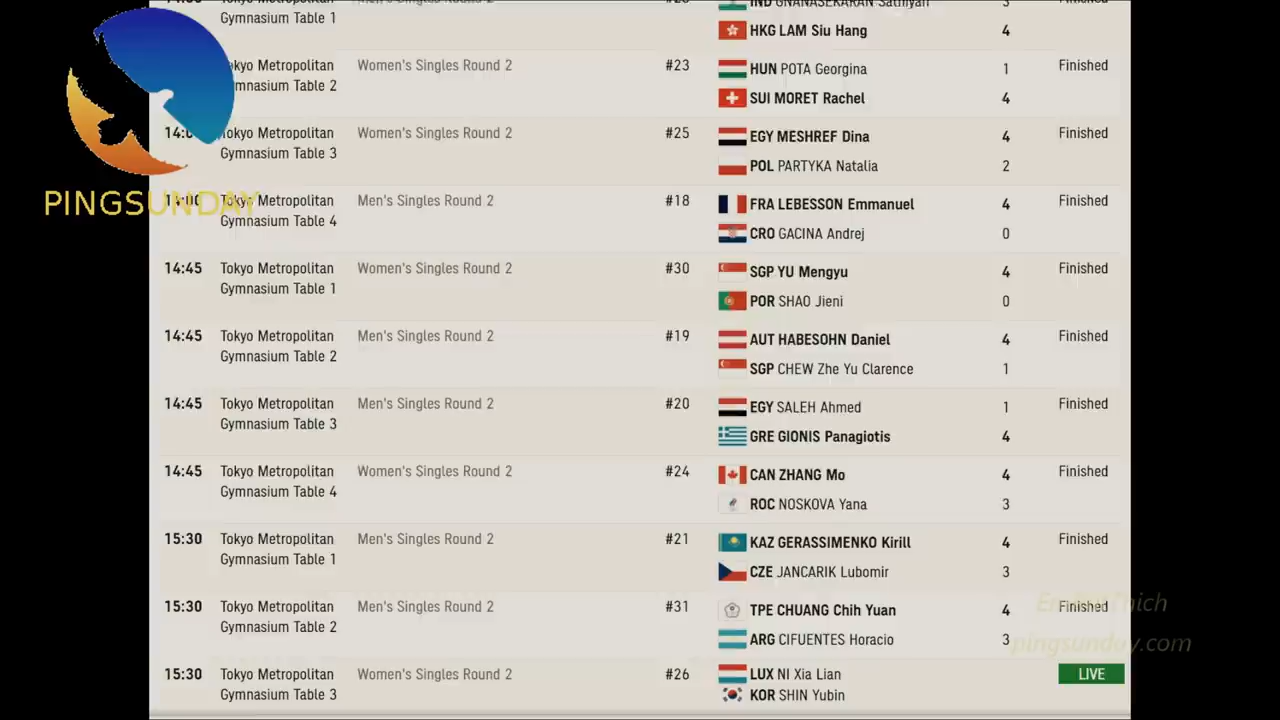 Gymnasium Table 1
HKG LAM Siu Hang 4
Tokyo Metropolitan Women's Singles Round 2 #23 HUN POTA Georgina 1 Finished
Gymnasium Table 2 SUI MORET Rachel 4
Tokyo Metropolitan Women's Singles Round 2 #25 EGY MESHREF Dina 4 Finished
Gymnasium Table 3 POL PARTYKA Natalia 2
14:00 Tokyo Metropolitan Men's Singles Round 2 #18 FRA LEBESSON Emmanuel 4 Finished
PINGSUNDAY
Gymnasium Table 4 CRO GACINA Andrej 0
14:45 Tokyo Metropolitan Women's Singles Round 2 #30 SGP YU Mengyu 4 Finished
Gymnasium Table 1 POR SHAO Jieni 0
14:45 Tokyo Metropolitan Men's Singles Round 2 #19 AUT HABESOHN Daniel 4 Finished
Gymnasium Table 2 SGP CHEW Zhe Yu Clarence 1
14:45 Tokyo Metropolitan Men's Singles Round 2 #20 EGY SALEH Ahmed 1 Finished
Gymnasium Table 3 GRE GIONIS Panagiotis 4
14:45 Tokyo Metropolitan Women's Singles Round 2 #24 CAN ZHANG Mo 4 Finished
Gymnasium Table 4 ROC NOSKOVA Yana 3
15:30 Tokyo Metropolitan Men's Singles Round 2 #21 KAZ GERASSIMENKO Kirill 4 Finished
Gymnasium Table 1 CZE JANCARIK Lubomir 3
15:30 Tokyo Metropolitan Men's Singles Round 2 #31 TPE CHUANG Chih Yuan 4 Finished
Gymnasium Table 2 ARG CIFUENTES Horacio 3
pingsunday.com
15:30 Tokyo Metropolitan Women's Singles Round 2 #26 LUX NI Xia Lian LIVE
Gymnasium Table 3 KOR SHIN Yubin